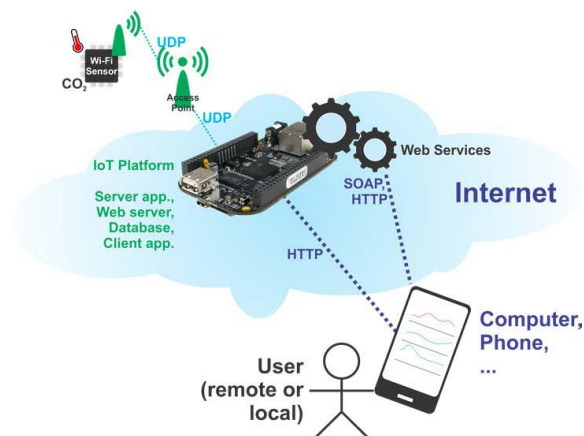 UDP
Wi-Fi
Sensor
CO₂
Access
Point
UDP
IoT Platform
Server app.,
Web server,
Database,
Client app.
Web Services
SOAP,
HTTP
Internet
HTTP
Computer,
Phone,
...
User
(remote or
local)